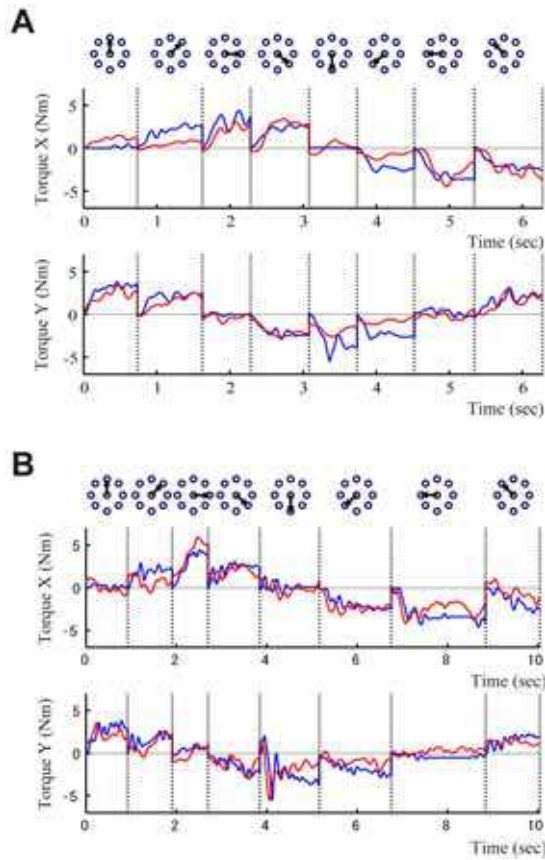 A
Torque X (Nm)
5
0
-5
0 1 2 3 4 5 6
Time (sec)
Torque Y (Nm)
5
0
-5
0 1 2 3 4 5 6
Time (sec)
B
Torque X (Nm)
5
0
-5
0 2 4 6 8 10
Time (sec)
Torque Y (Nm)
5
0
-5
0 2 4 6 8 10
Time (sec)